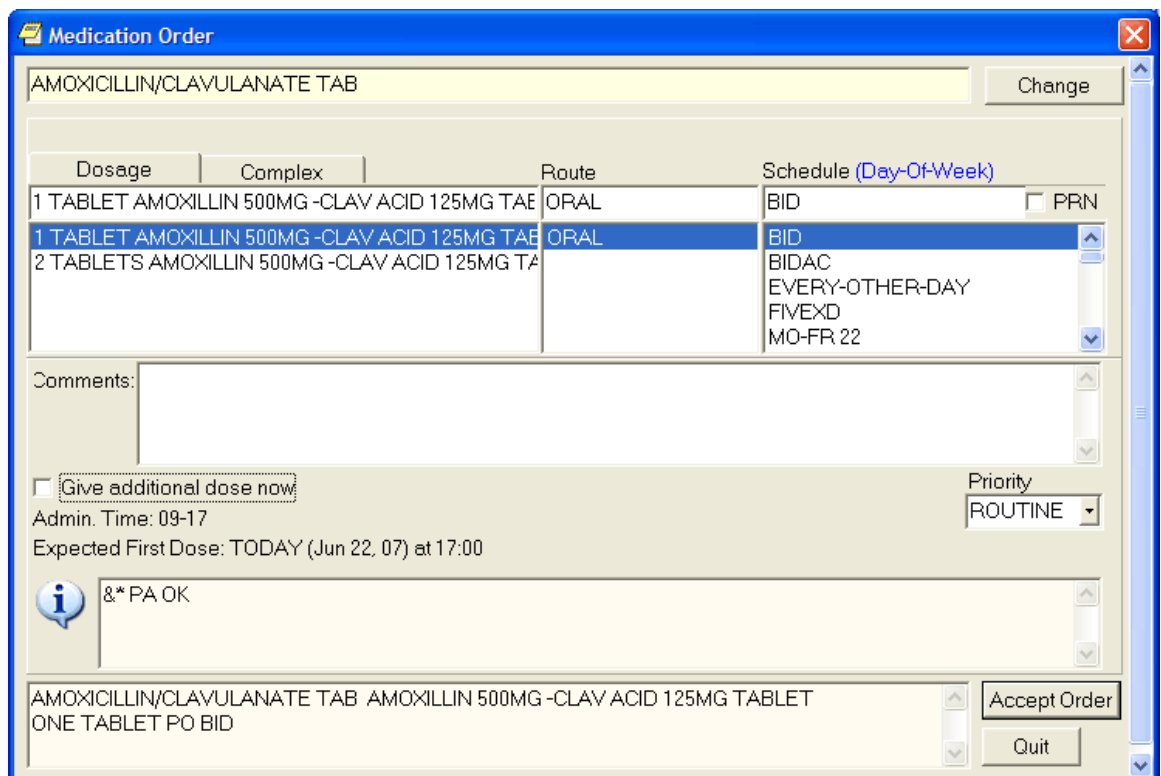 Medication Order
AMOXICILLIN/CLAVULANATE TAB
Change
Dosage Complex Route Schedule (Day-Of-Week)
1 TABLET AMOXILLIN 500MG -CLAV ACID 125MG TAB ORAL BID PRN
1 TABLET AMOXILLIN 500MG -CLAV ACID 125MG TAB ORAL BID
2 TABLETS AMOXILLIN 500MG -CLAV ACID 125MG TA BIDAC
EVERY-OTHER-DAY
FIVEXD
MO-FR 22
Comments:
Give additional dose now
Priority
ROUTINE
Admin. Time: 09-17
Expected First Dose: TODAY (Jun 22, 07) at 17:00
&* PA OK
AMOXICILLIN/CLAVULANATE TAB AMOXILLIN 500MG -CLAV ACID 125MG TABLET
ONE TABLET PO BID
Accept Order
Quit